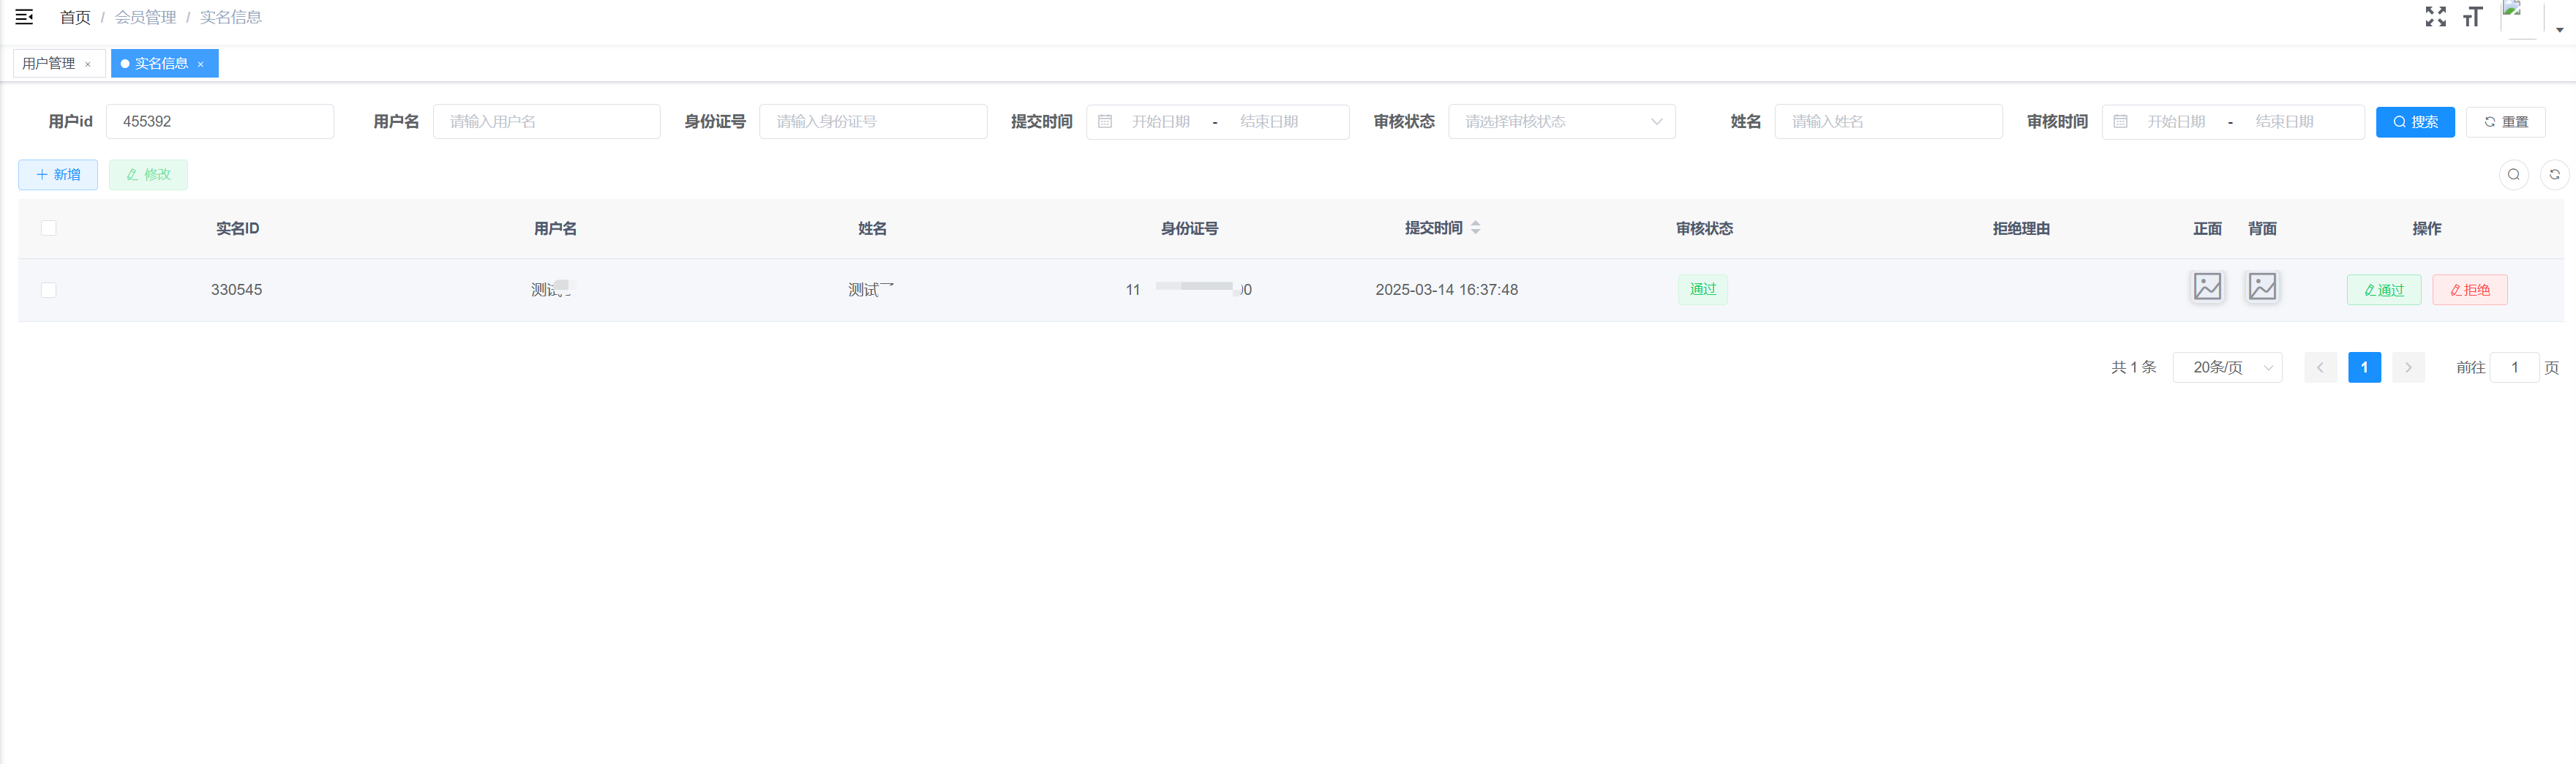 首页 / 会员管理 / 实名信息
用户管理 × 实名信息 ×
用户id 455392 用户名 请输入用户名 身份证号 请输入身份证号 提交时间 开始日期 - 结束日期 审核状态 请选择审核状态 姓名 请输入姓名 审核时间 开始日期 - 结束日期 搜索 重置
+ 新增 修改
实名ID 用户名 姓名 身份证号 提交时间 审核状态 拒绝理由 正面 背面 操作
330545 测试 测试 11 00 2025-03-14 16:37:48 通过 通过 拒绝
共 1 条 20条/页 < 1 > 前往 1 页